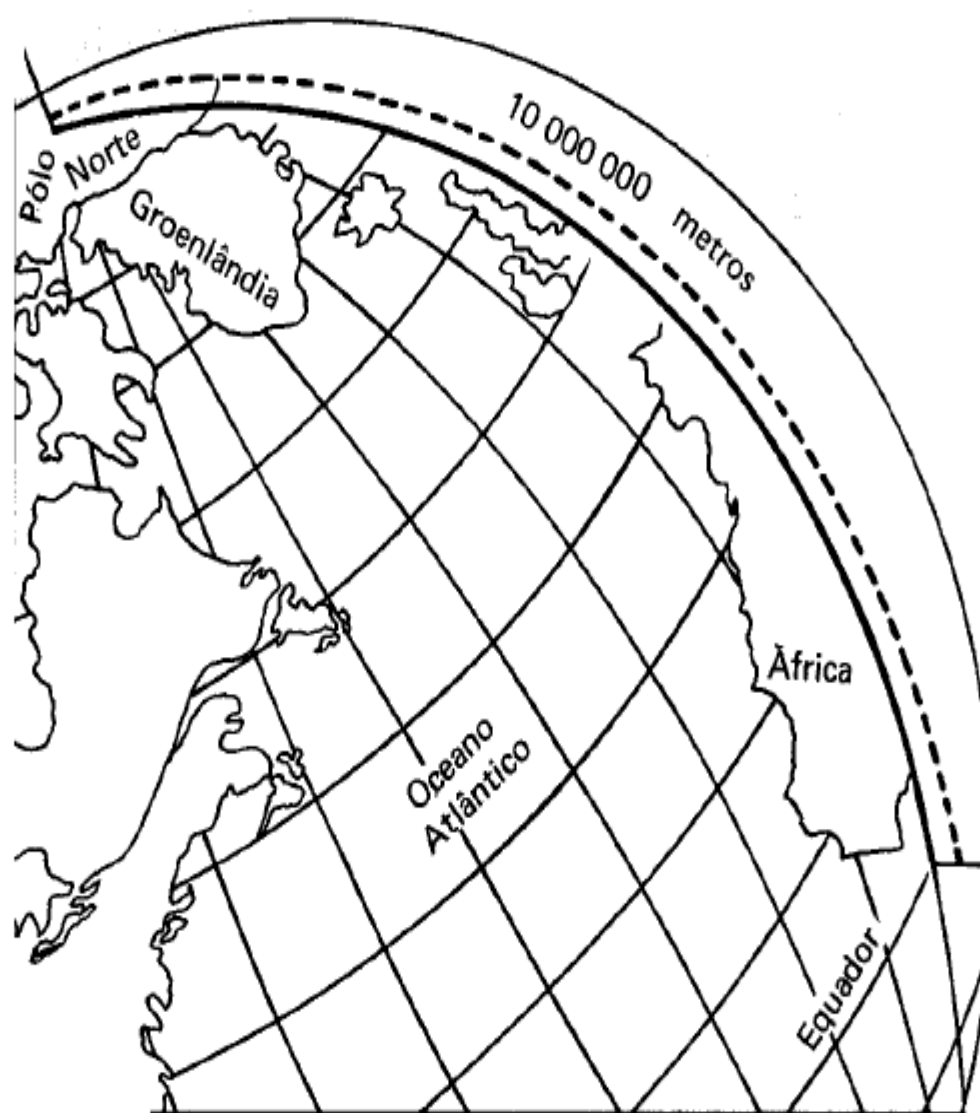 10 000 000 metros
Pólo Norte
Groenlândia
África
Oceano
Atlântico
Equador